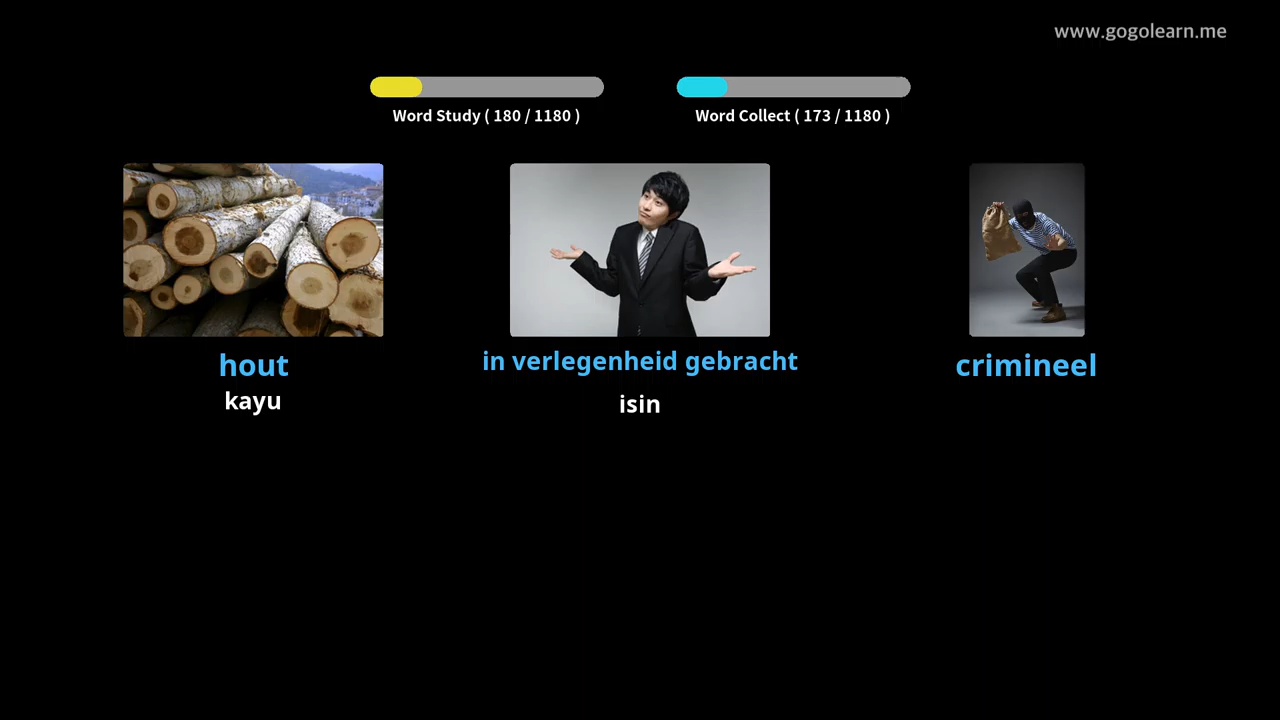 www.gogolearn.me
Word Study ( 180 / 1180 )
Word Collect ( 173 / 1180 )
hout
kayu
in verlegenheid gebracht
isin
crimineel